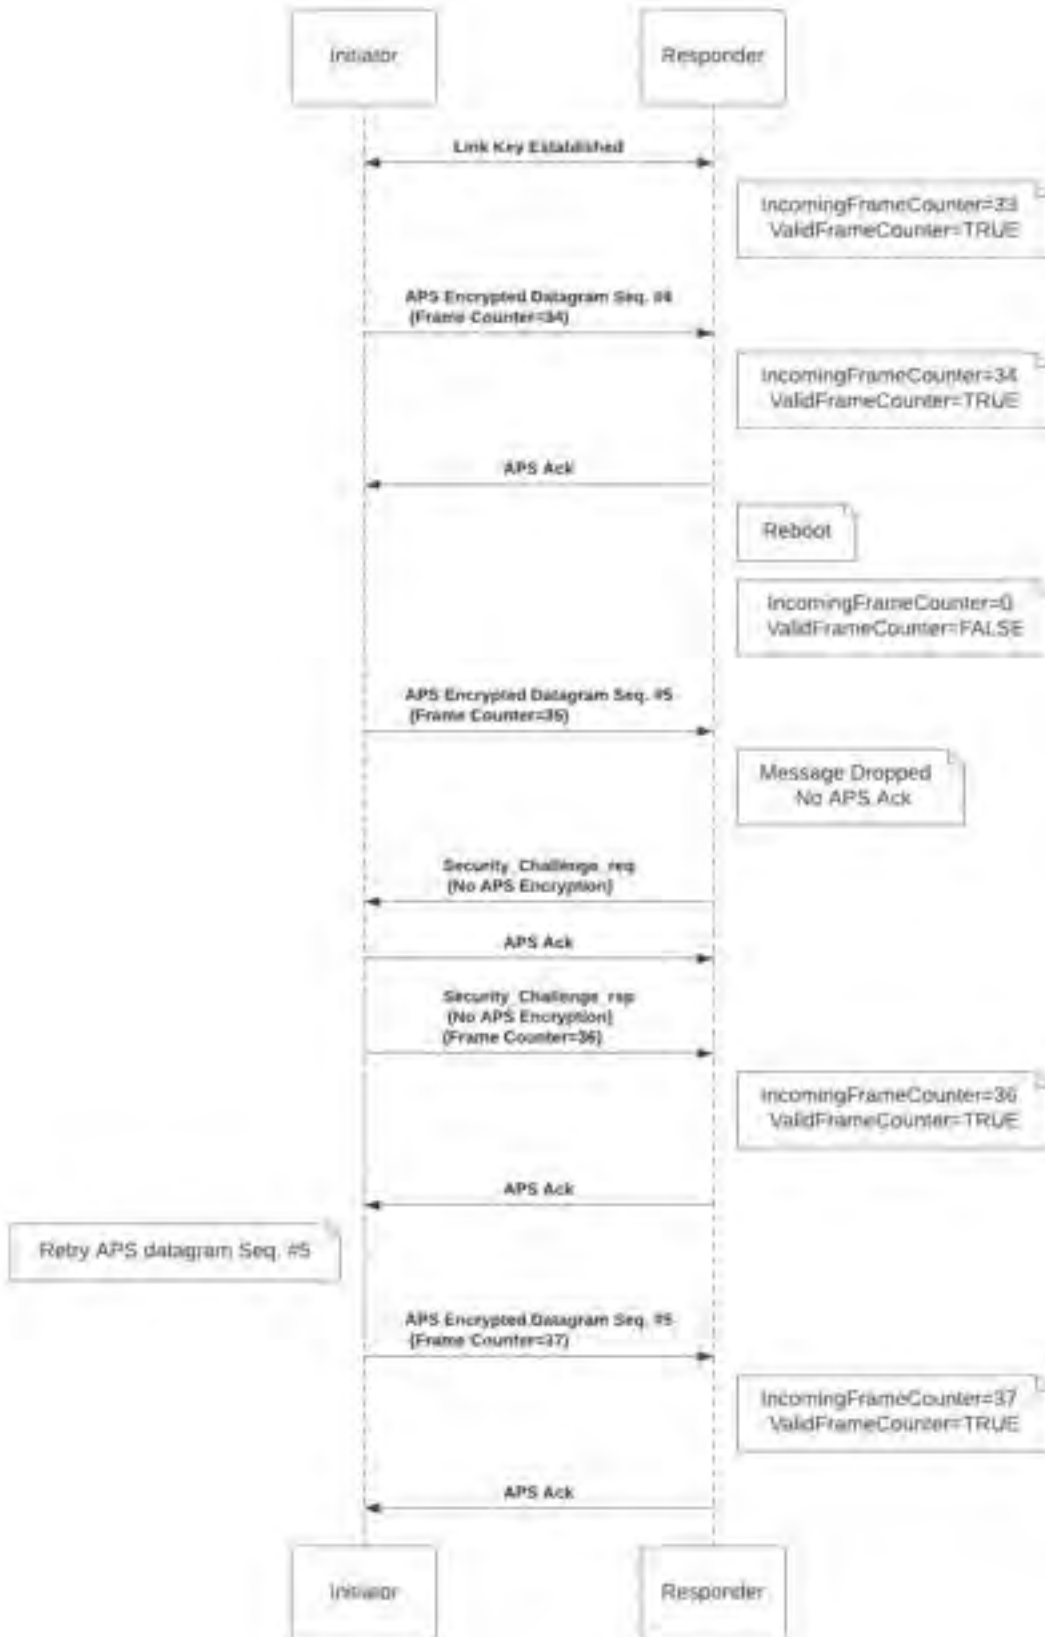 Initiator
Responder
Link Key Established
IncomingFrameCounter=33
ValidFrameCounter=TRUE
APS Encrypted Datagram Seq. #4
(Frame Counter=34)
IncomingFrameCounter=34
ValidFrameCounter=TRUE
APS Ack
Reboot
IncomingFrameCounter=0
ValidFrameCounter=FALSE
APS Encrypted Datagram Seq. #5
(Frame Counter=35)
Message Dropped
No APS Ack
Security_Challenge_req
(No APS Encryption)
APS Ack
Security_Challenge_rsp
(No APS Encryption)
(Frame Counter=36)
IncomingFrameCounter=36
ValidFrameCounter=TRUE
APS Ack
Retry APS datagram Seq. #5
APS Encrypted Datagram Seq. #5
(Frame Counter=37)
IncomingFrameCounter=37
ValidFrameCounter=TRUE
APS Ack
Initiator
Responder